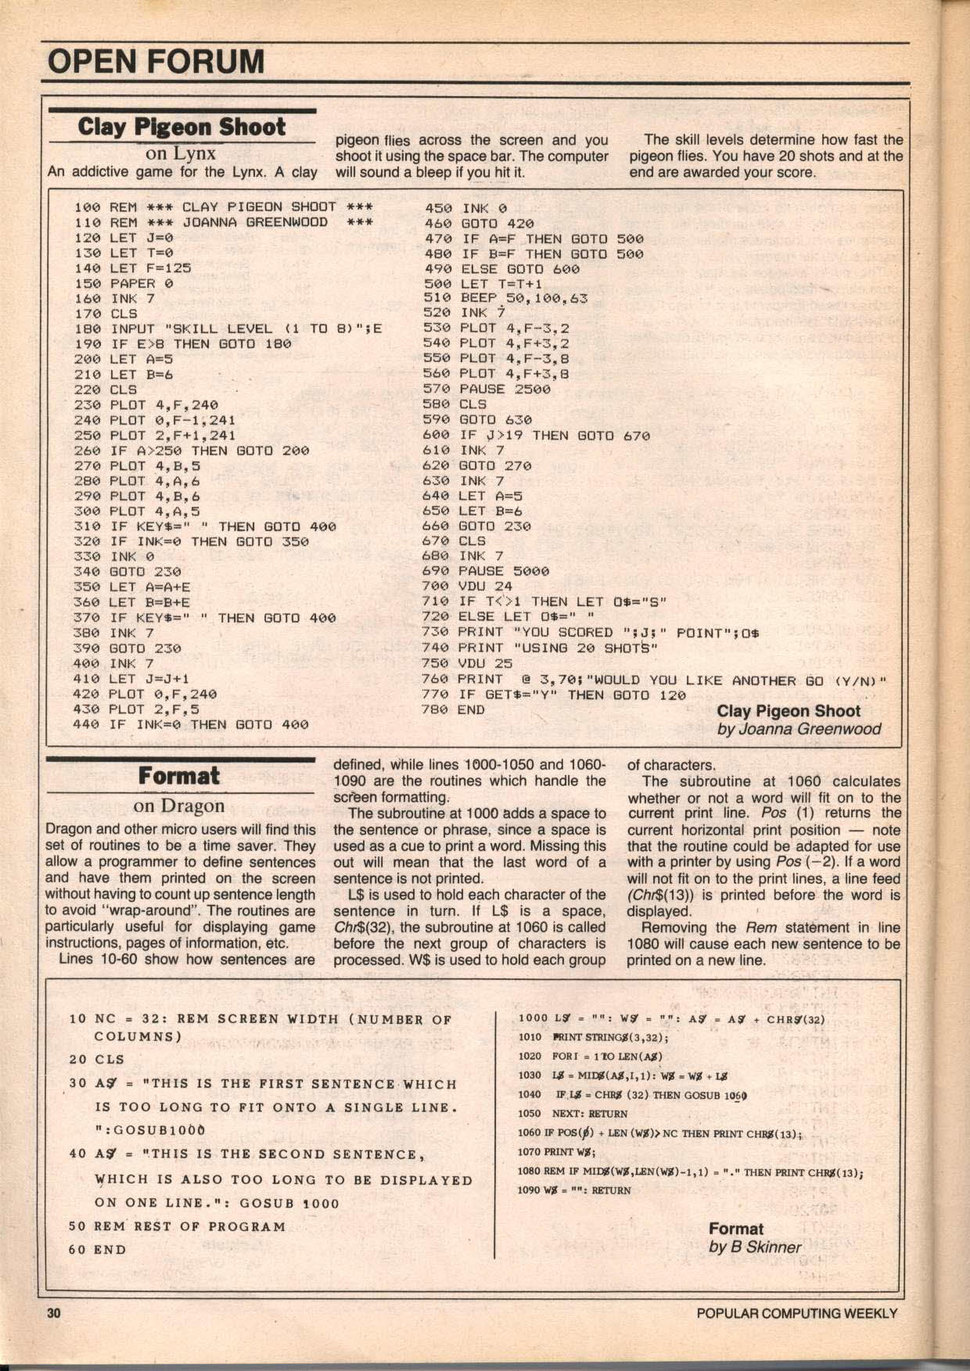 OPEN FORUM
Clay Pigeon Shoot
on Lynx
An addictive game for the Lynx. A clay
pigeon flies across the screen and you
shoot it using the space bar. The computer
will sound a bleep if you hit it.
The skill levels determine how fast the
pigeon flies. You have 20 shots and at the
end are awarded your score.
100 REM *** CLAY PIGEON SHOOT ***
110 REM *** JOANNA GREENWOOD ***
120 LET J=0
130 LET T=0
140 LET F=125
150 PAPER 0
160 INK 7
170 CLS
180 INPUT "SKILL LEVEL (1 TO 8)";E
190 IF E>8 THEN GOTO 180
200 LET A=5
210 LET B=6
220 CLS
230 PLOT 4,F,240
240 PLOT 0,F-1,241
250 PLOT 2,F+1,241
260 IF A>250 THEN GOTO 200
270 PLOT 4,B,5
280 PLOT 4,A,6
290 PLOT 4,B,6
300 PLOT 4,A,5
310 IF KEY$=" " THEN GOTO 400
320 IF INK=0 THEN GOTO 350
330 INK 0
340 GOTO 230
350 LET A=A+E
360 LET B=B+E
370 IF KEY$=" " THEN GOTO 400
380 INK 7
390 GOTO 230
400 INK 7
410 LET J=J+1
420 PLOT 0,F,240
430 PLOT 2,F,5
440 IF INK=0 THEN GOTO 400
450 INK 0
460 GOTO 420
470 IF A=F THEN GOTO 500
480 IF B=F THEN GOTO 500
490 ELSE GOTO 600
500 LET T=T+1
510 BEEP 50,100,63
520 INK 7
530 PLOT 4,F-3,2
540 PLOT 4,F+3,2
550 PLOT 4,F-3,8
560 PLOT 4,F+3,8
570 PAUSE 2500
580 CLS
590 GOTO 630
600 IF J>19 THEN GOTO 670
610 INK 7
620 GOTO 270
630 INK 7
640 LET A=5
650 LET B=6
660 GOTO 230
670 CLS
680 INK 7
690 PAUSE 5000
700 VDU 24
710 IF T<>1 THEN LET O$="S"
720 ELSE LET O$=" "
730 PRINT "YOU SCORED ";J;" POINT";O$
740 PRINT "USING 20 SHOTS"
750 VDU 25
760 PRINT @ 3,70;"WOULD YOU LIKE ANOTHER GO (Y/N)"
770 IF GET$="Y" THEN GOTO 120
780 END
Clay Pigeon Shoot
by Joanna Greenwood
Format
on Dragon
Dragon and other micro users will find this
set of routines to be a time saver. They
allow a programmer to define sentences
and have them printed on the screen
without having to count up sentence length
to avoid "wrap-around". The routines are
particularly useful for displaying game
instructions, pages of information, etc.
Lines 10-60 show how sentences are
defined, while lines 1000-1050 and 1060-
1090 are the routines which handle the
screen formatting.
The subroutine at 1000 adds a space to
the sentence or phrase, since a space is
used as a cue to print a word. Missing this
out will mean that the last word of a
sentence is not printed.
L$ is used to hold each character of the
sentence in turn. If L$ is a space,
Chr$(32), the subroutine at 1060 is called
before the next group of characters is
processed. W$ is used to hold each group
of characters.
The subroutine at 1060 calculates
whether or not a word will fit on to the
current print line. Pos (1) returns the
current horizontal print position — note
that the routine could be adapted for use
with a printer by using Pos (−2). If a word
will not fit on to the print lines, a line feed
(Chr$(13)) is printed before the word is
displayed.
Removing the Rem statement in line
1080 will cause each new sentence to be
printed on a new line.
10 NC = 32: REM SCREEN WIDTH (NUMBER OF
COLUMNS)
20 CLS
30 A$ = "THIS IS THE FIRST SENTENCE WHICH
IS TOO LONG TO FIT ONTO A SINGLE LINE.
":GOSUB1000
40 A$ = "THIS IS THE SECOND SENTENCE,
WHICH IS ALSO TOO LONG TO BE DISPLAYED
ON ONE LINE.": GOSUB 1000
50 REM REST OF PROGRAM
60 END
1000 L$ = "": W$ = "": A$ = A$ + CHR$(32)
1010 PRINT STRING$(3,32);
1020 FOR I = 1 TO LEN(A$)
1030 L$ = MID$(A$,I,1): W$ = W$ + L$
1040 IF L$ = CHR$ (32) THEN GOSUB 1060
1050 NEXT: RETURN
1060 IF POS(0) + LEN (W$)> NC THEN PRINT CHR$(13);
1070 PRINT W$;
1080 REM IF MID$(W$,LEN(W$)-1,1) = "." THEN PRINT CHR$(13);
1090 W$ = "": RETURN
Format
by B Skinner
30
POPULAR COMPUTING WEEKLY